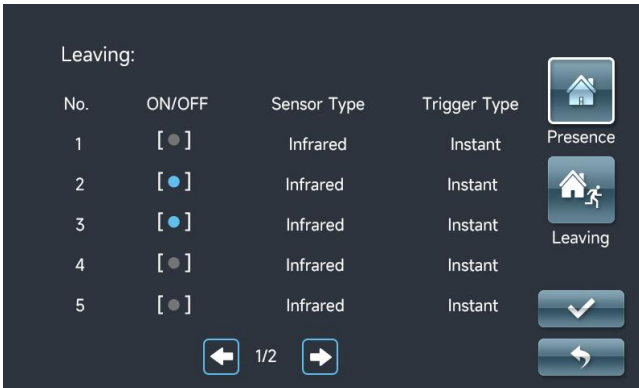 Leaving:
No. ON/OFF Sensor Type Trigger Type
1 [●] Infrared Instant
2 [●] Infrared Instant
3 [●] Infrared Instant
4 [●] Infrared Instant
5 [●] Infrared Instant
1/2
Presence
Leaving